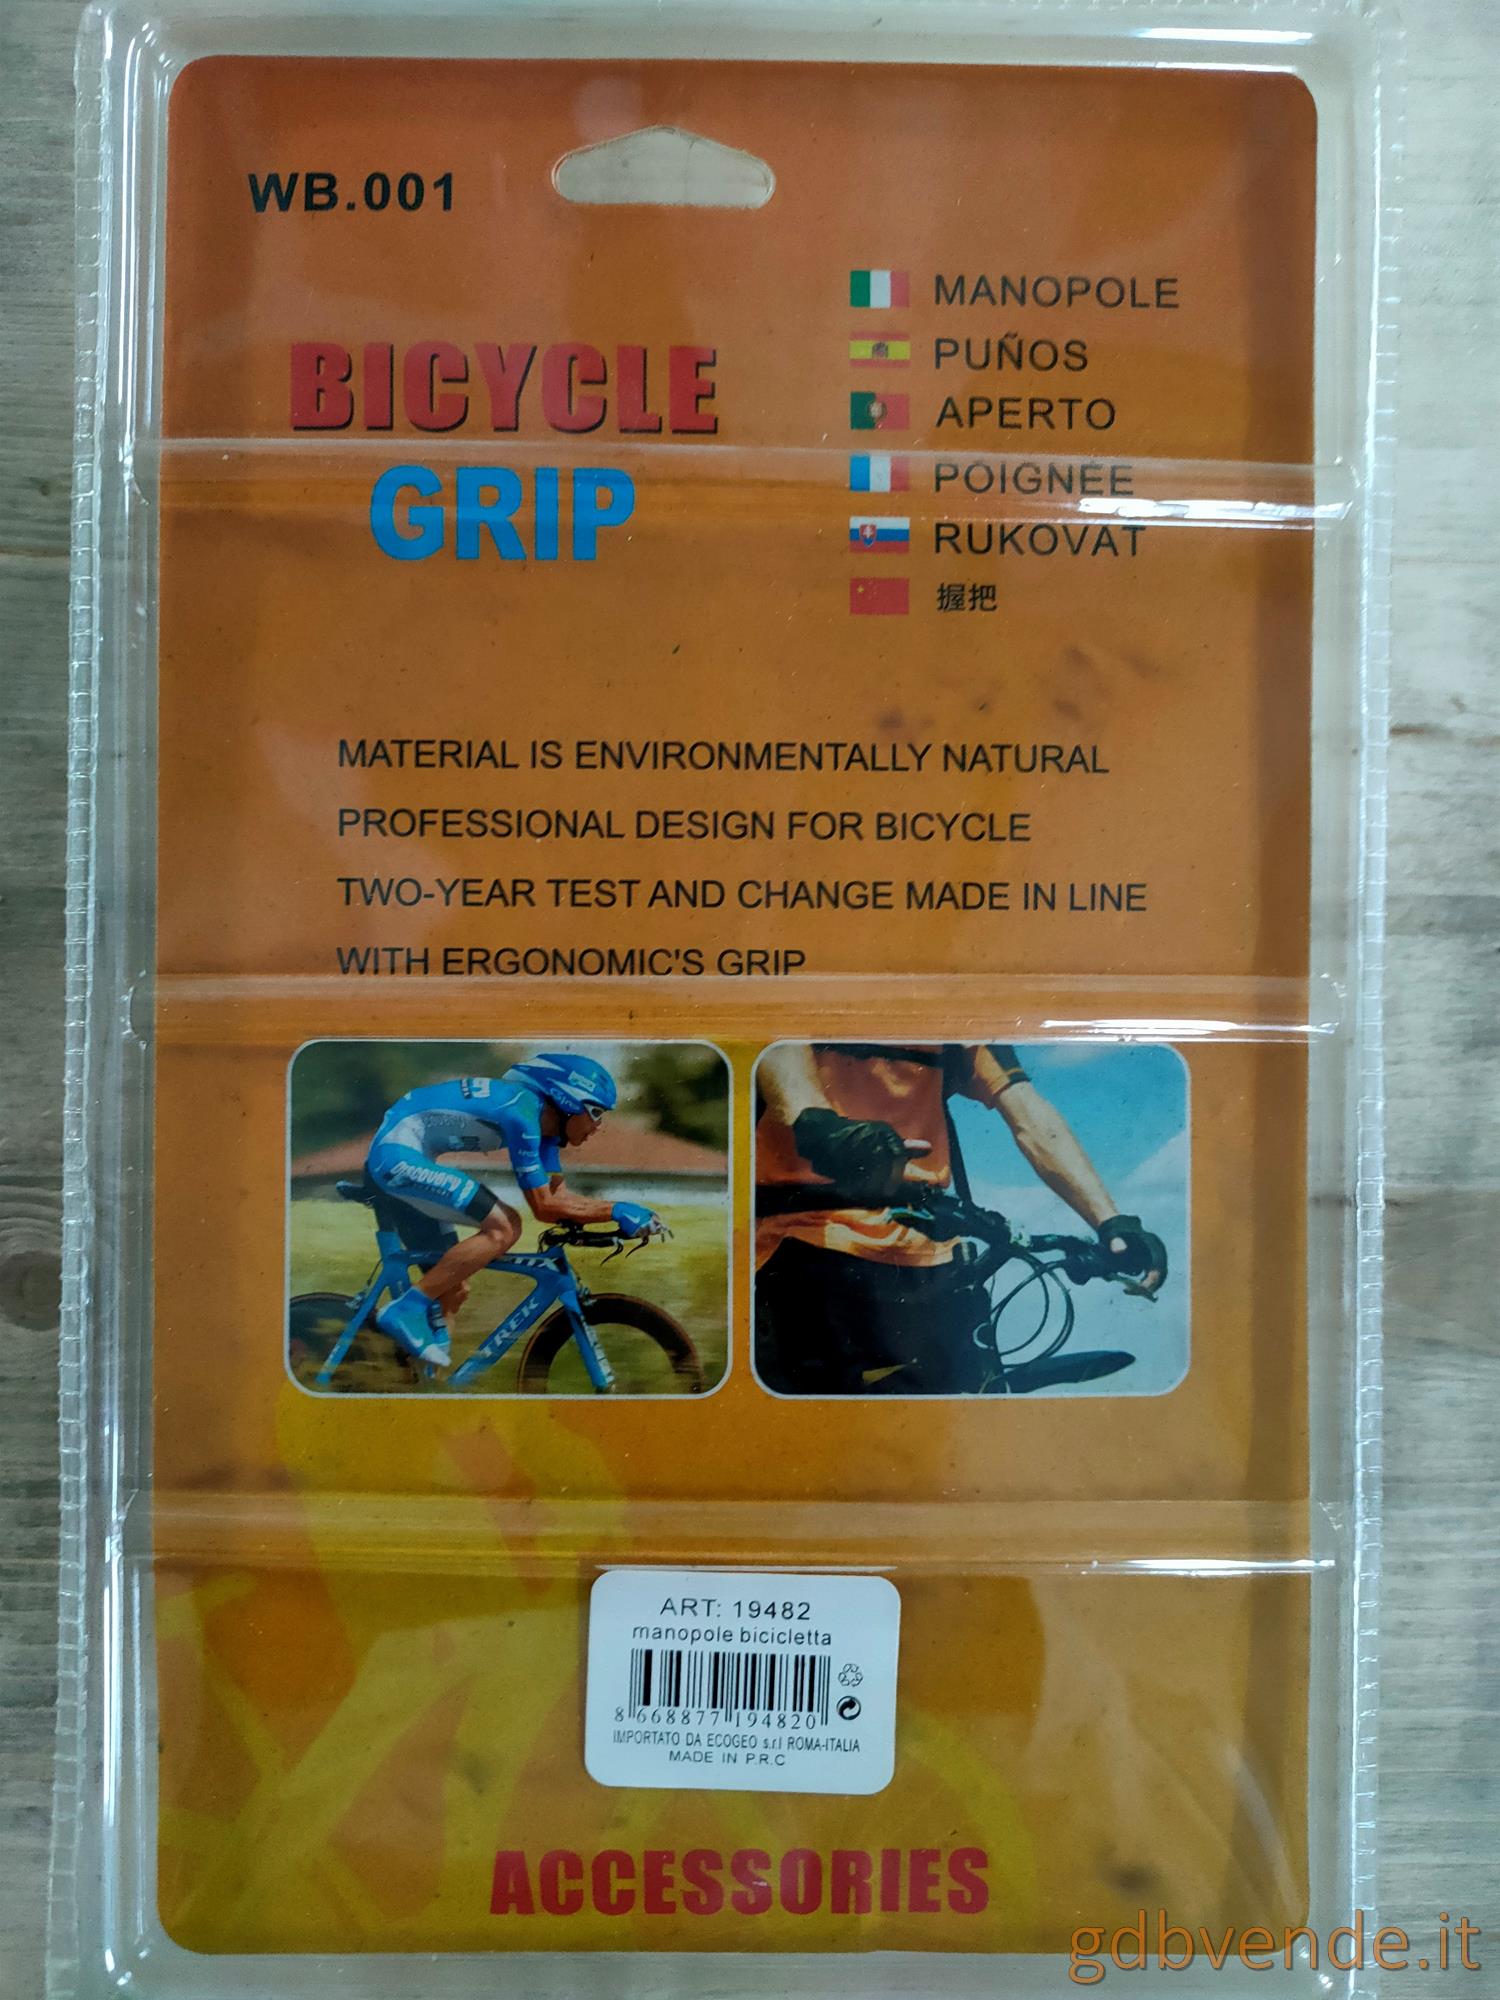 WB.001
BICYCLE
GRIP
MANOPOLE
PUÑOS
APERTO
POIGNÉE
RUKOVAT
握把
MATERIAL IS ENVIRONMENTALLY NATURAL
PROFESSIONAL DESIGN FOR BICYCLE
TWO-YEAR TEST AND CHANGE MADE IN LINE
WITH ERGONOMIC'S GRIP
Giro
Discovery
TREK
ART: 19482
manopole bicicletta
8 668877 194820
IMPORTATO DA ECOGEO s.r.l ROMA-ITALIA
MADE IN P.R.C
ACCESSORIES
gdbvende.it